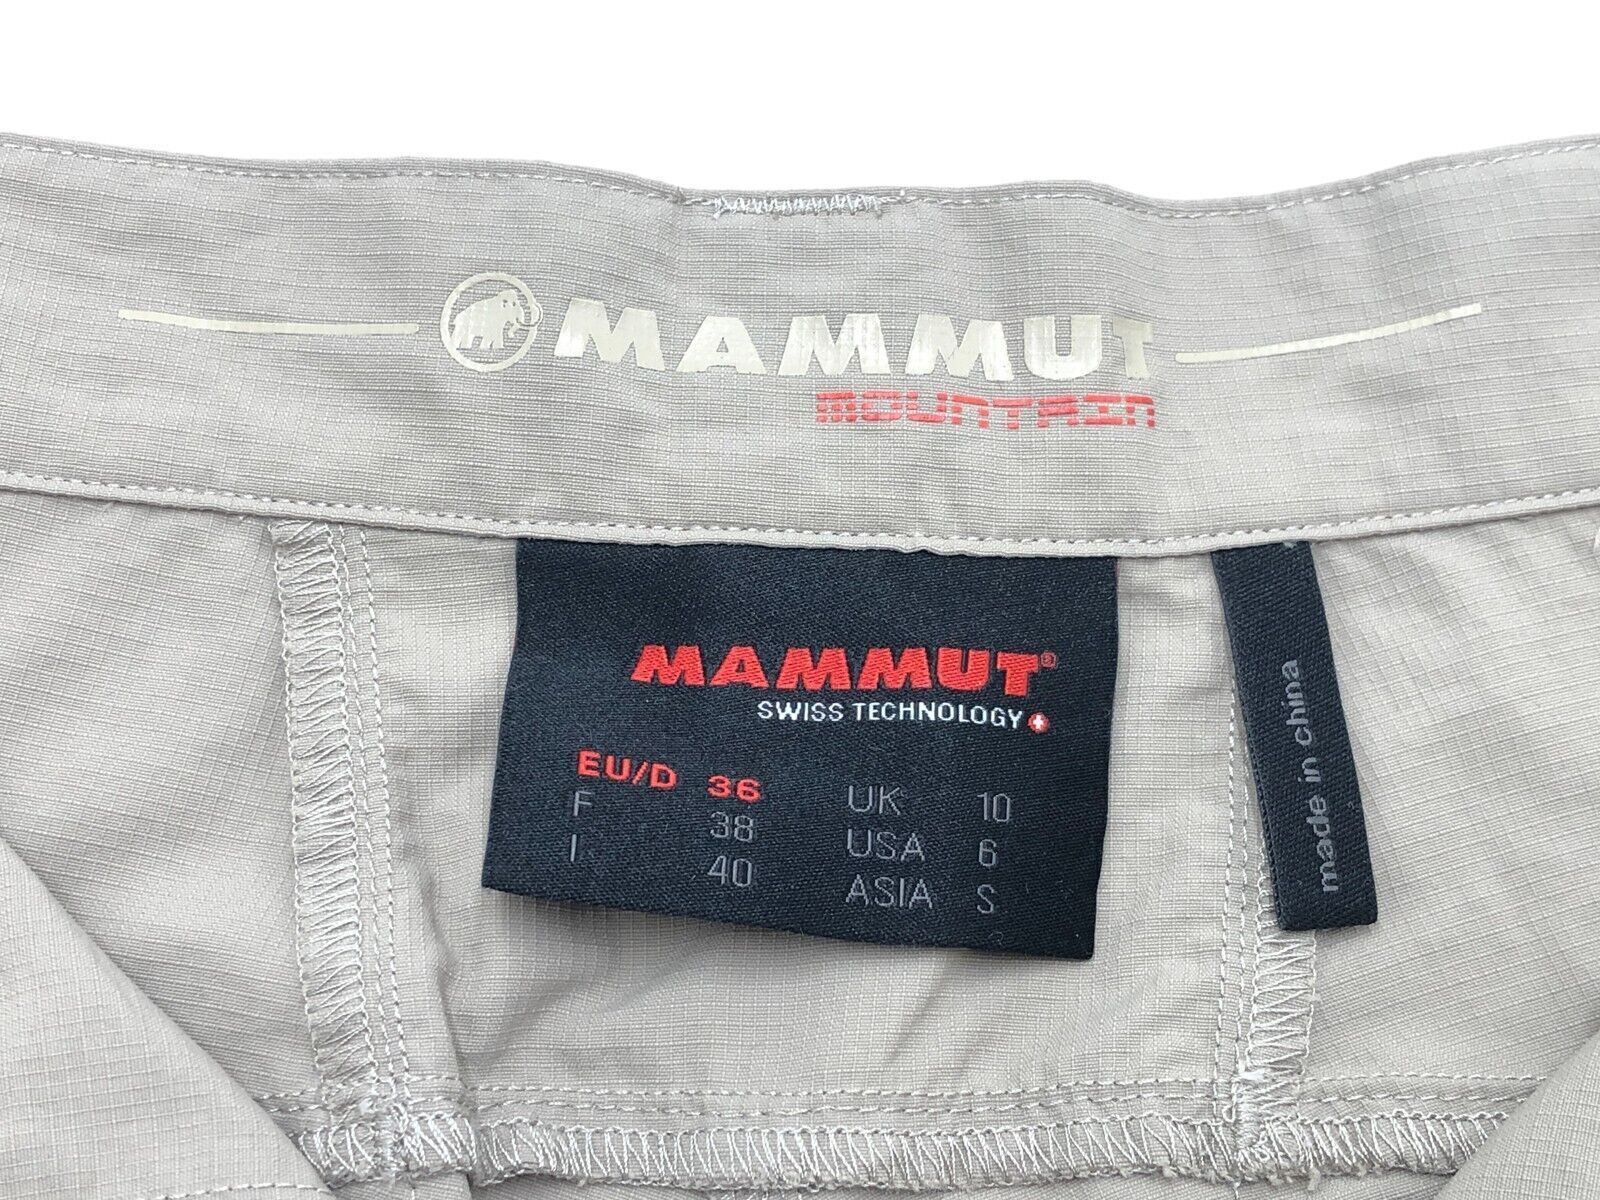 MAMMUT
MOUNTAIN
MAMMUT®
SWISS TECHNOLOGY
EU/D 36 UK 10
F 38 USA 6
I 40 ASIA S
made in china